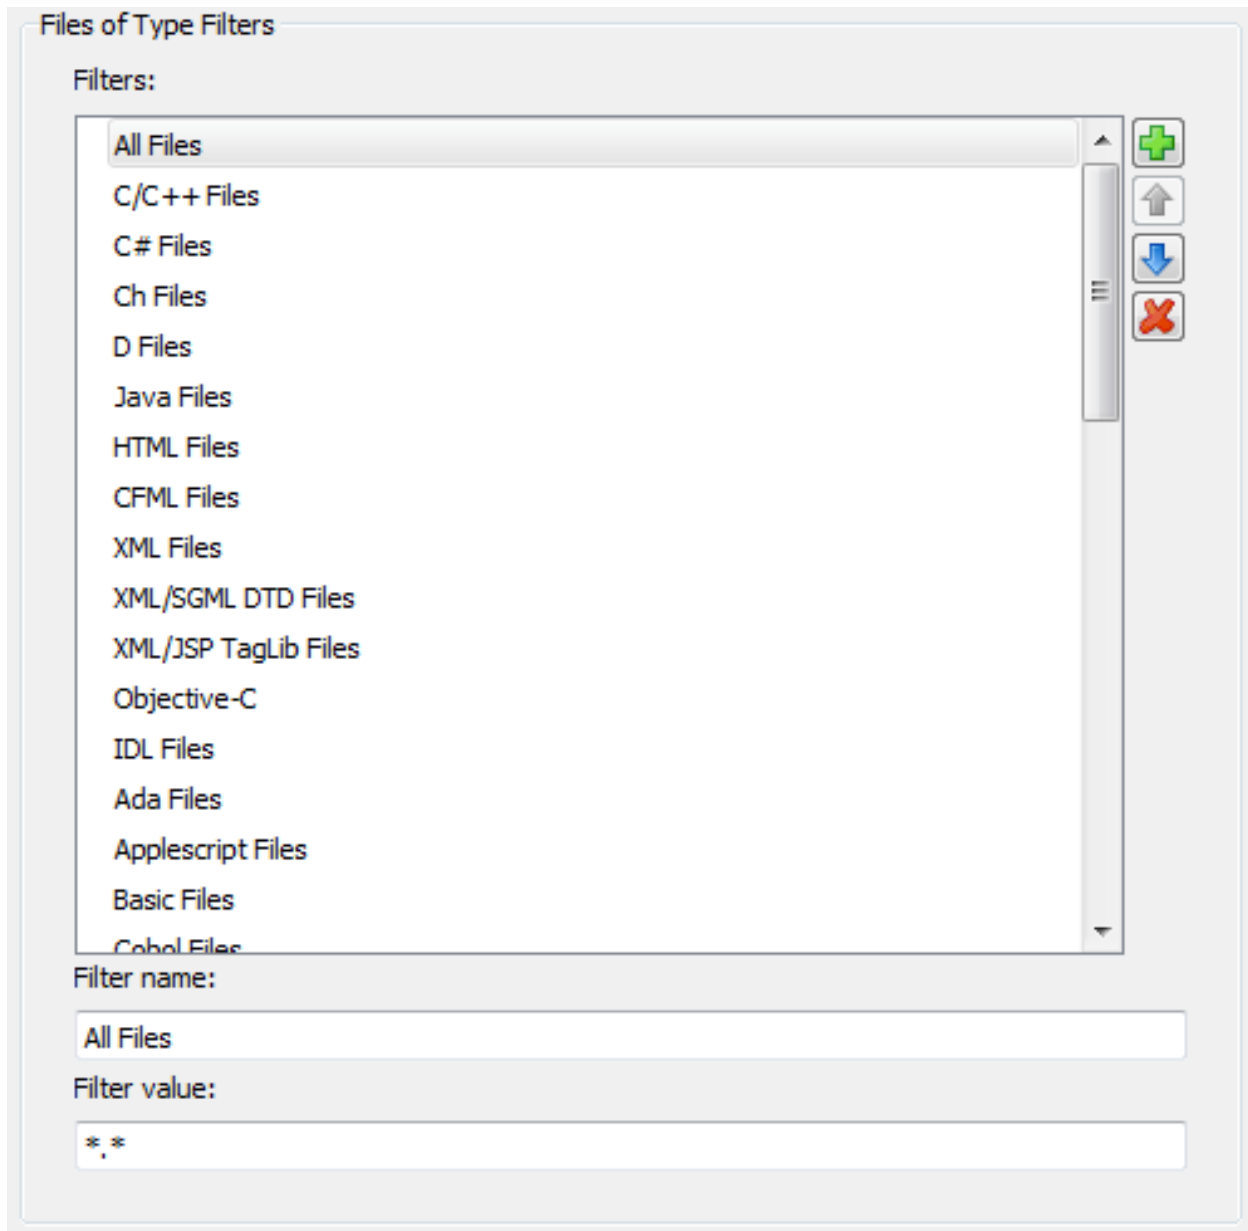 Files of Type Filters
Filters:
All Files
C/C++ Files
C# Files
Ch Files
D Files
Java Files
HTML Files
CFML Files
XML Files
XML/SGML DTD Files
XML/JSP TagLib Files
Objective-C
IDL Files
Ada Files
Applescript Files
Basic Files
Cobol Files
Filter name:
All Files
Filter value:
*.*